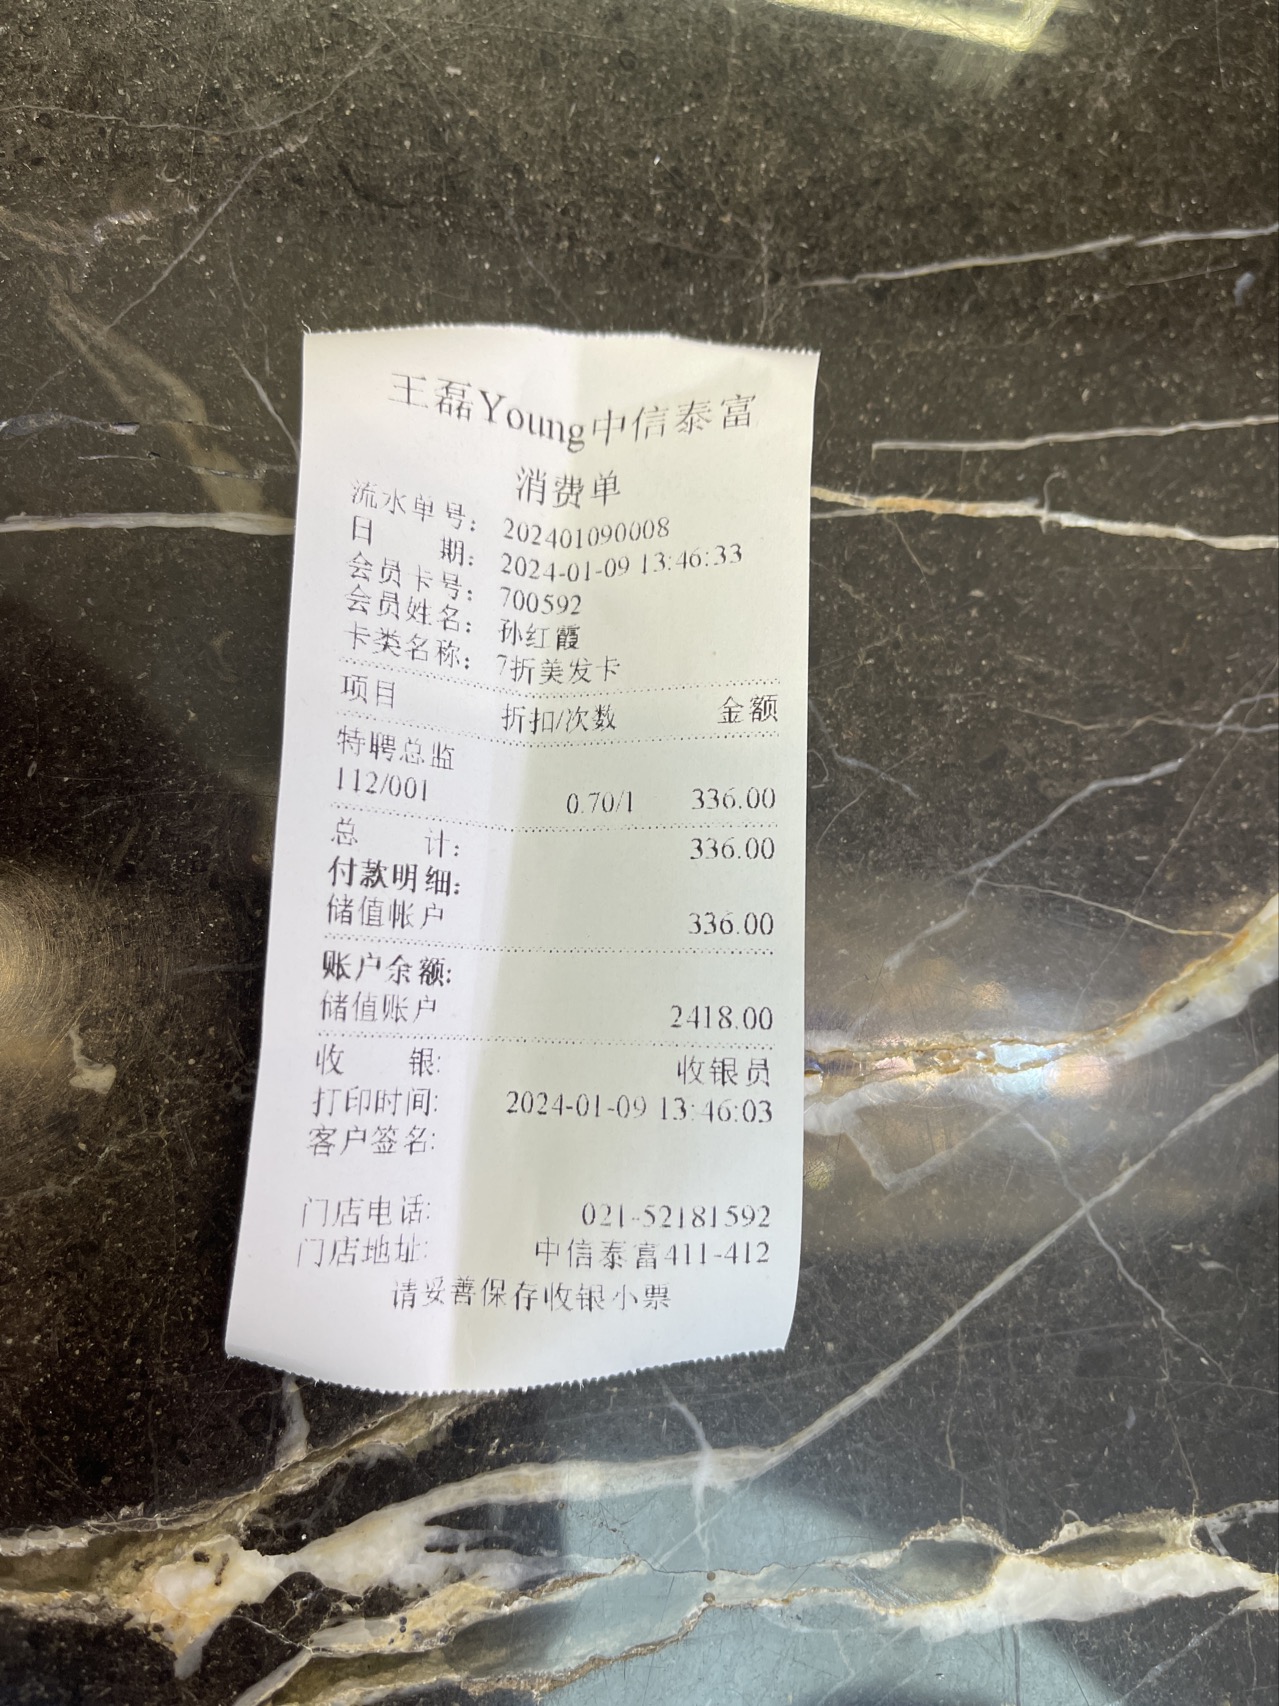 王磊Young中信泰富
消费单
流水单号: 202401090008
日 期: 2024-01-09 13:46:33
会员卡号: 700592
会员姓名: 孙红霞
卡类名称: 7折美发卡
项目 折扣/次数 金额
特聘总监
112/001 0.70/1 336.00
总 计: 336.00
付款明细:
储值帐户 336.00
账户余额:
储值账户 2418.00
收 银: 收银员
打印时间: 2024-01-09 13:46:03
客户签名:
门店电话: 021-52181592
门店地址: 中信泰富411-412
请妥善保存收银小票